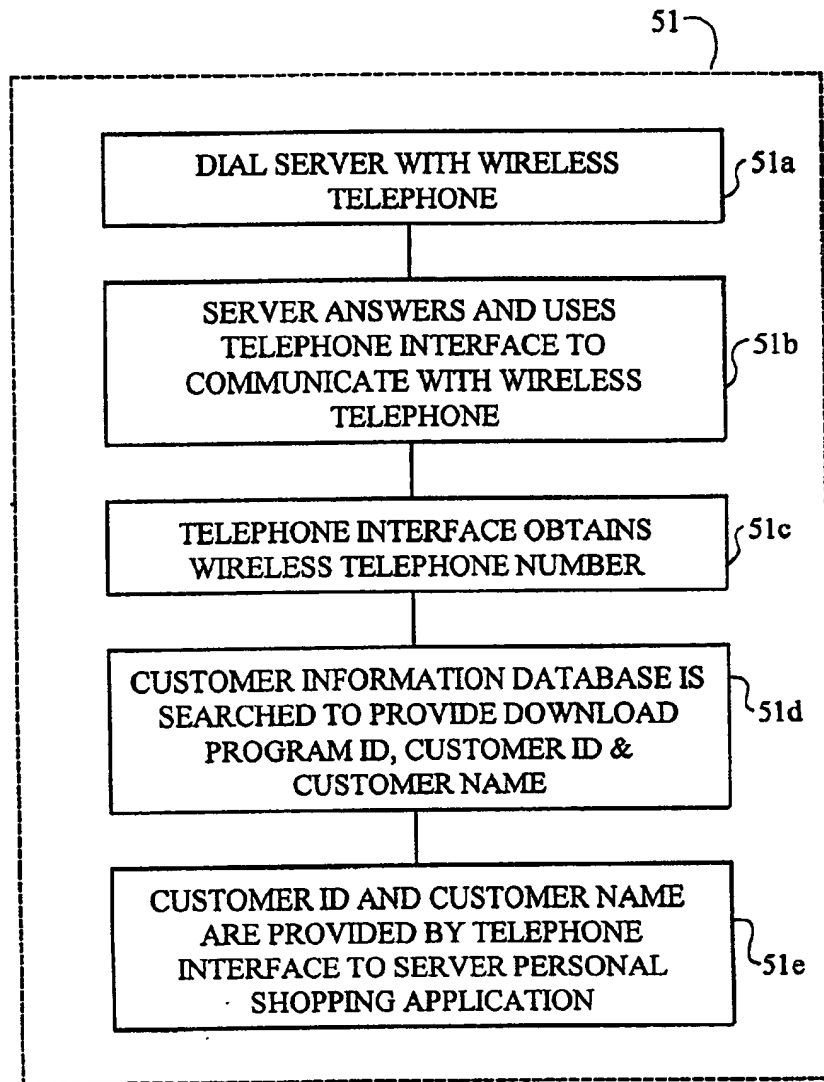 51
DIAL SERVER WITH WIRELESS
TELEPHONE
51a
SERVER ANSWERS AND USES
TELEPHONE INTERFACE TO
COMMUNICATE WITH WIRELESS
TELEPHONE
51b
TELEPHONE INTERFACE OBTAINS
WIRELESS TELEPHONE NUMBER
51c
CUSTOMER INFORMATION DATABASE IS
SEARCHED TO PROVIDE DOWNLOAD
PROGRAM ID, CUSTOMER ID &
CUSTOMER NAME
51d
CUSTOMER ID AND CUSTOMER NAME
ARE PROVIDED BY TELEPHONE
INTERFACE TO SERVER PERSONAL
SHOPPING APPLICATION
51e